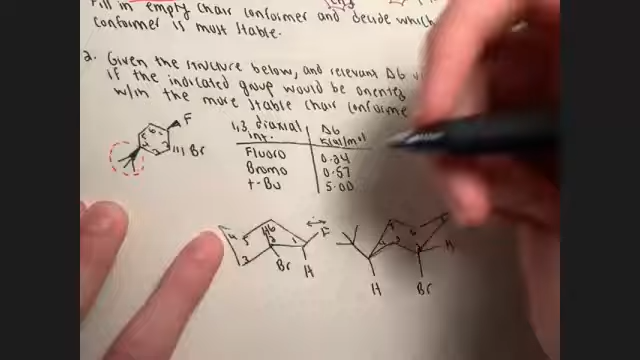 Fill in empty chair conformer and decide which
conformer is most stable.
2. Given the structure below, and relevant ΔG
if the indicated group would be oriented
w/in the more stable chair conforme
F
Br
1,3 diaxial int. ΔG kcal/mol
Fluoro 0.24
Bromo 0.57
t-Bu 5.00
F
Br
H
H
H
Br